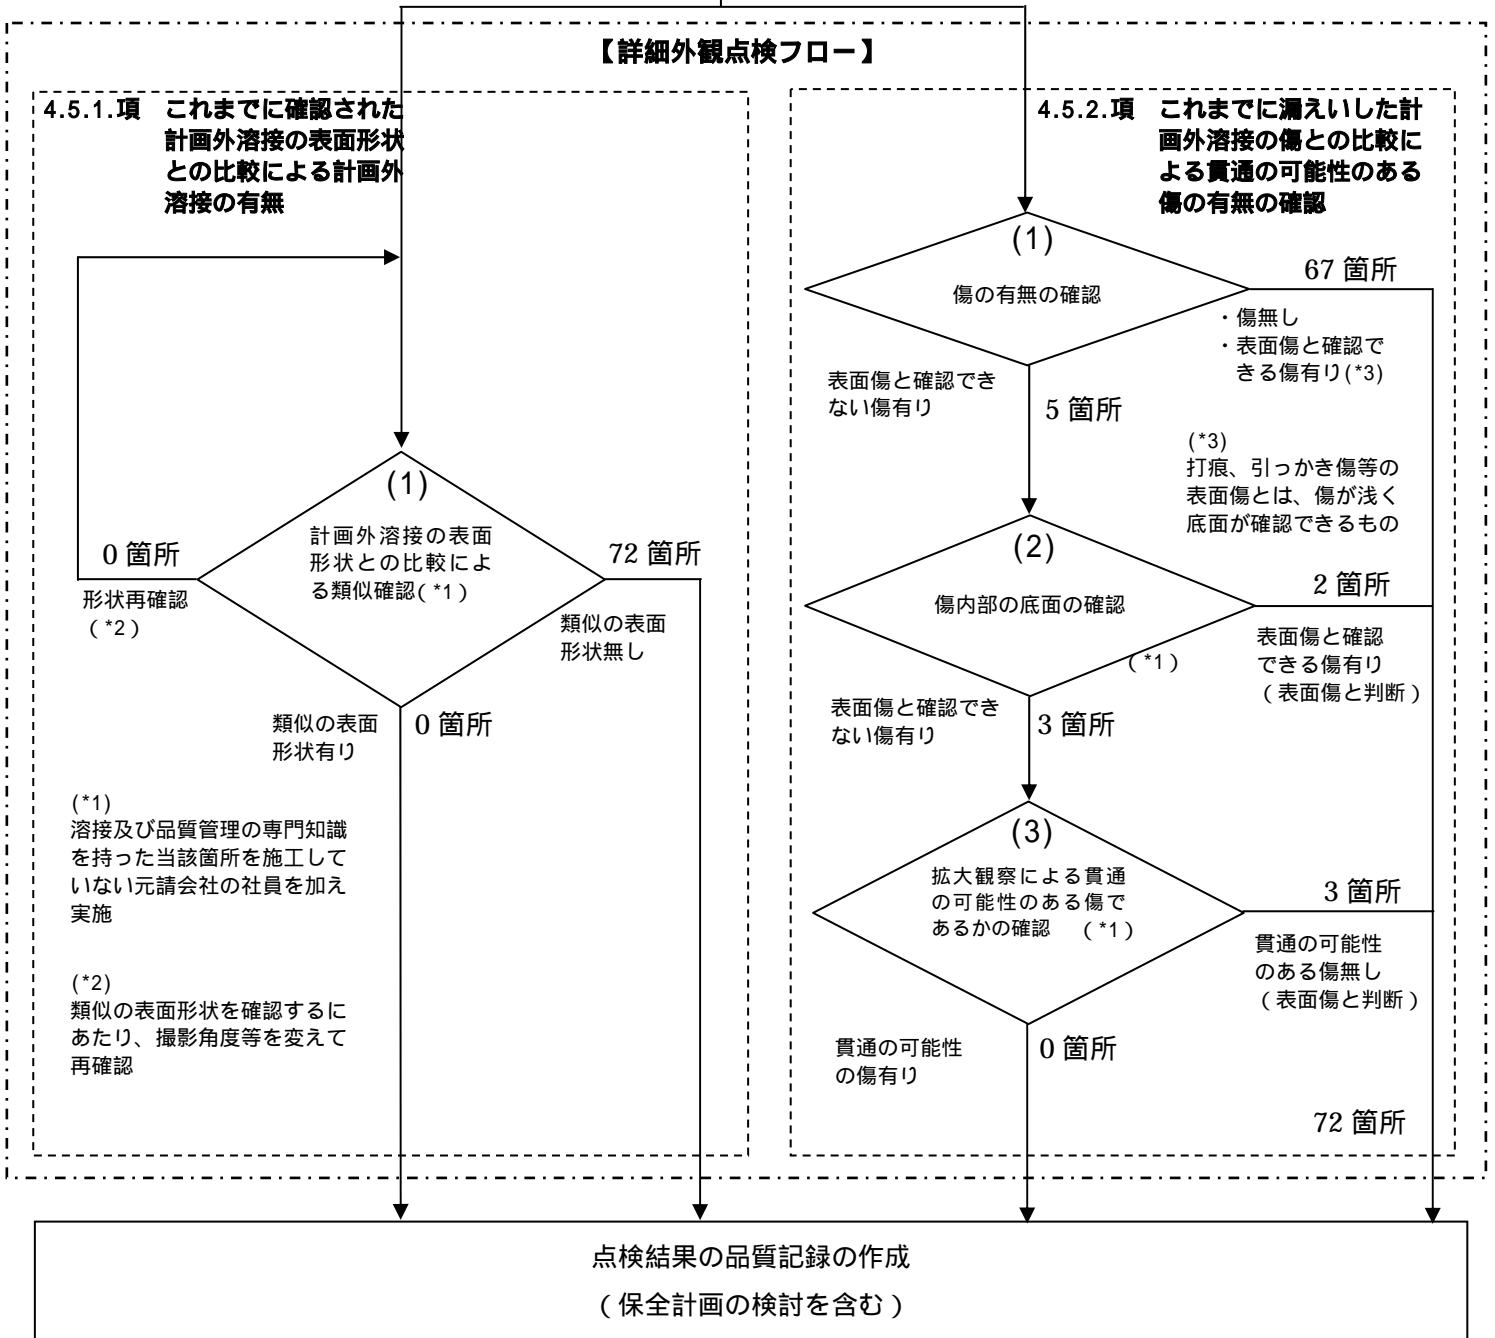 【詳細外観点検フロー】
4.5.1.項 これまでに確認された
計画外溶接の表面形状
との比較による計画外
溶接の有無
(1)
計画外溶接の表面
形状との比較によ
る類似確認(*1)
0 箇所
形状再確認
(*2)
72 箇所
類似の表面
形状無し
類似の表面
形状有り
0 箇所
(*1)
溶接及び品質管理の専門知識
を持った当該箇所を施工して
いない元請会社の社員を加え
実施
(*2)
類似の表面形状を確認するに
あたり、撮影角度等を変えて
再確認
4.5.2.項 これまでに漏えいした計
画外溶接の傷との比較に
よる貫通の可能性のある
傷の有無の確認
(1)
傷の有無の確認
67 箇所
・傷無し
・表面傷と確認で
きる傷有り(*3)
表面傷と確認でき
ない傷有り
5 箇所
(*3)
打痕、引っかき傷等の
表面傷とは、傷が浅く
底面が確認できるもの
(2)
傷内部の底面の確認
(*1)
2 箇所
表面傷と確認
できる傷有り
(表面傷と判断)
表面傷と確認でき
ない傷有り
3 箇所
(3)
拡大観察による貫通
の可能性のある傷で
あるかの確認 (*1)
3 箇所
貫通の可能性
のある傷無し
(表面傷と判断)
貫通の可能性
の傷有り
0 箇所
72 箇所
点検結果の品質記録の作成
(保全計画の検討を含む)